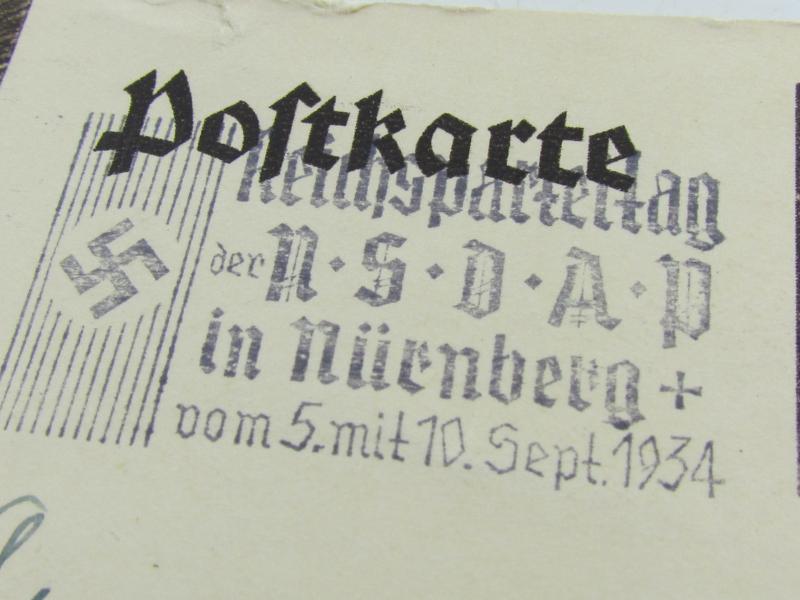 Postkarte
Reichsparteitag
der N·S·D·A·P
in Nürnberg +
vom 5. mit 10. Sept. 1934